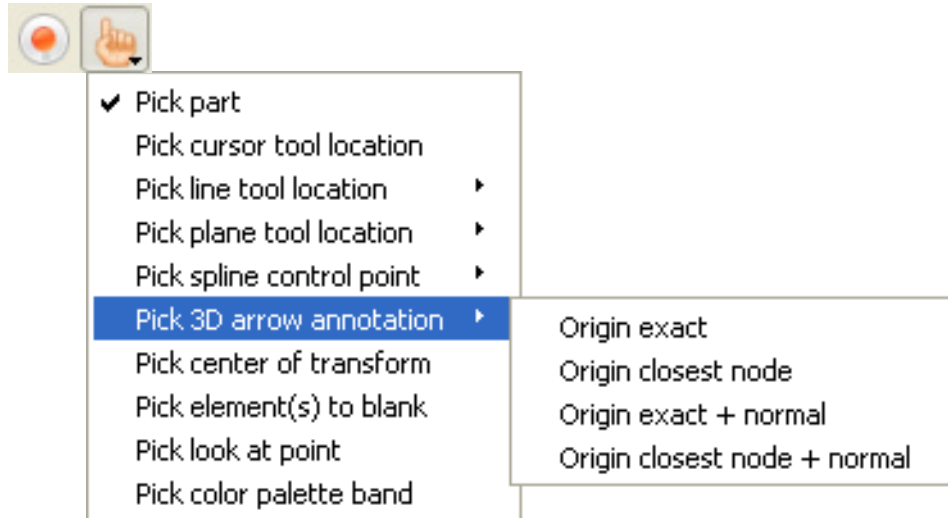 Pick part
Pick cursor tool location
Pick line tool location
Pick plane tool location
Pick spline control point
Pick 3D arrow annotation
Pick center of transform
Pick element(s) to blank
Pick look at point
Pick color palette band
Origin exact
Origin closest node
Origin exact + normal
Origin closest node + normal